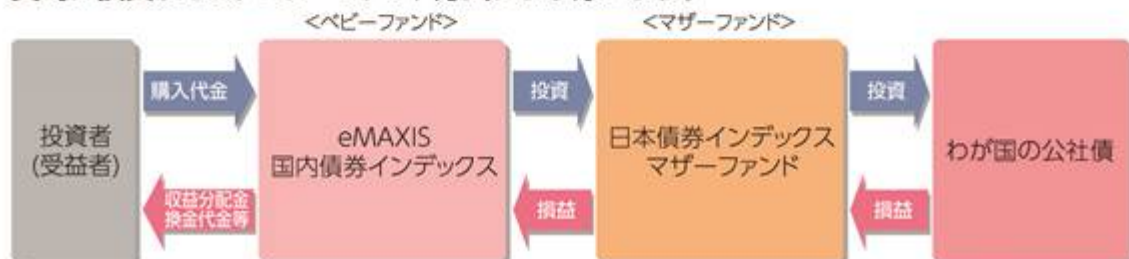 <ベビーファンド>
<マザーファンド>
投資者
(受益者)
購入代金
収益分配金
換金代金等
eMAXIS
国内債券インデックス
投資
損益
日本債券インデックス
マザーファンド
投資
損益
わが国の公社債